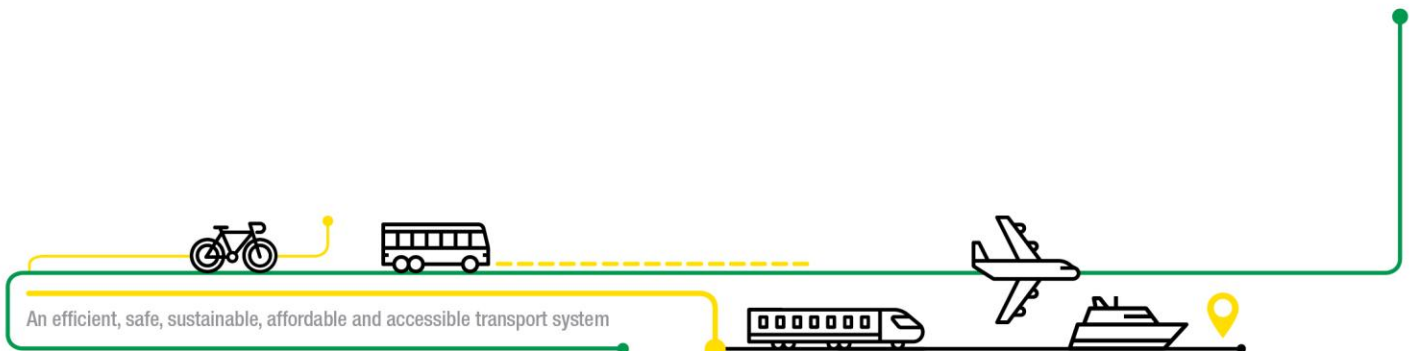 An efficient, safe, sustainable, affordable and accessible transport system